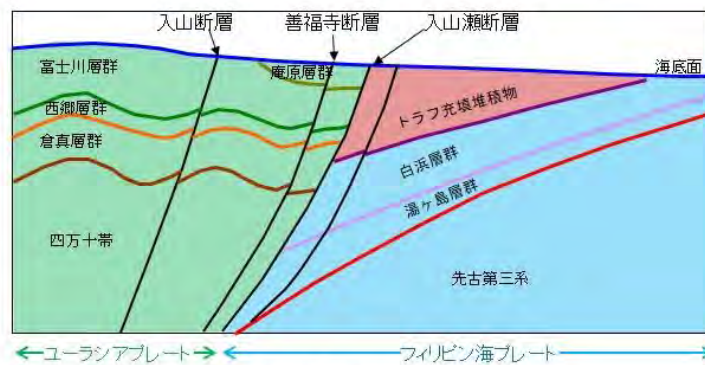 入山断層
善福寺断層
入山瀬断層
富士川層群
庵原層群
海底面
西郷層群
トラフ充填堆積物
倉真層群
白浜層群
湯ヶ島層群
四万十帯
先古第三系
ユーラシアプレート
フィリピン海プレート